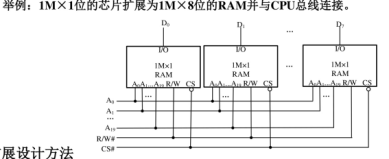 举例：1M×1位的芯片扩展为1M×8位的RAM并与CPU总线连接。
D₀ D₁ ... D₇
I/O I/O I/O
1M×1 1M×1 1M×1
RAM RAM ... RAM
A₀A₁....A₁₉ R/W CS A₀A₁....A₁₉ R/W CS A₀A₁....A₁₉ R/W CS
... ... ...
A₀
A₁
...
A₁₉
R/W#
CS#
展设计方法